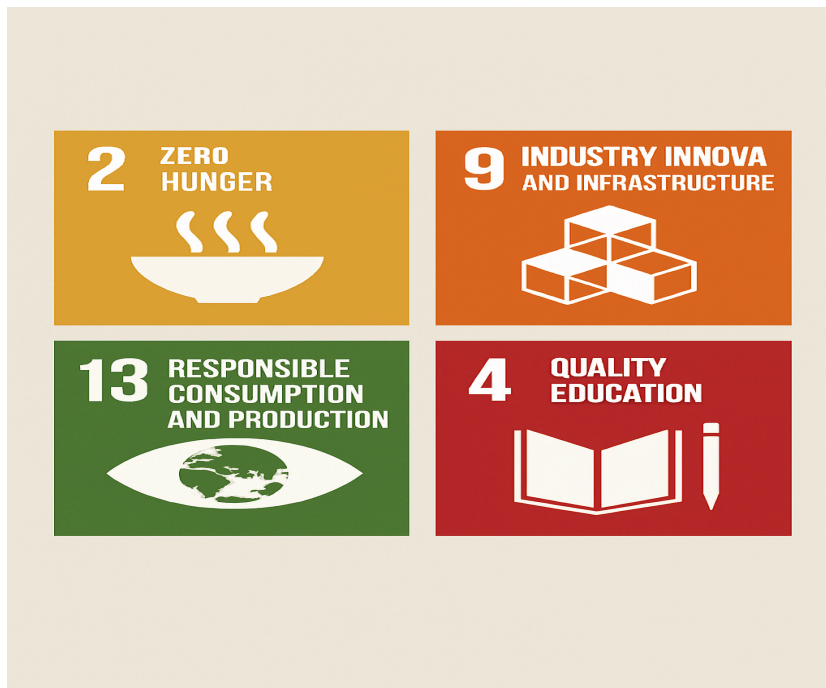 2 ZERO
HUNGER
9 INDUSTRY INNOVA
AND INFRASTRUCTURE
13 RESPONSIBLE
CONSUMPTION
AND PRODUCTION
4 QUALITY
EDUCATION